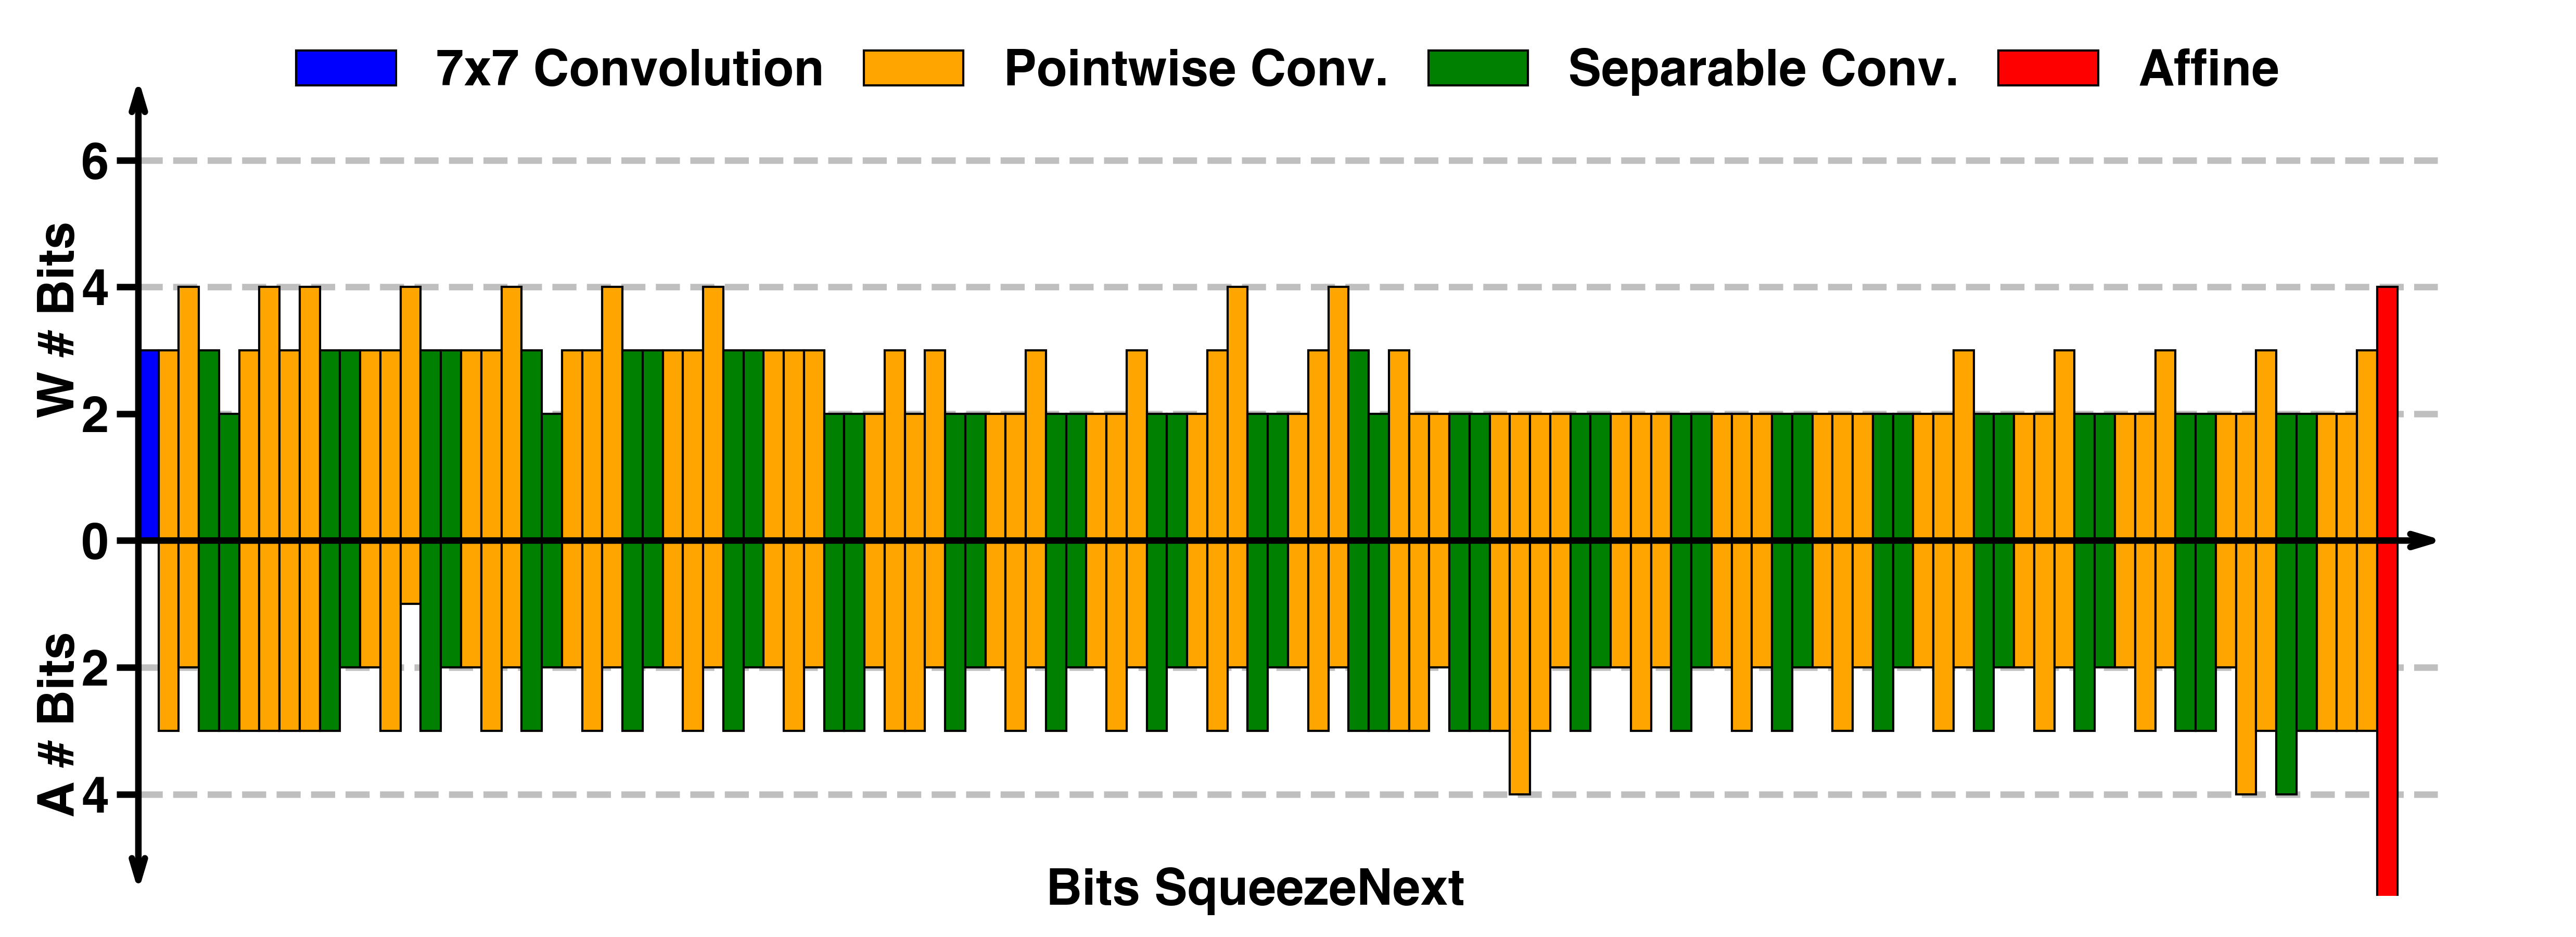 7x7 Convolution Pointwise Conv. Separable Conv. Affine
6
4
2
0
2
4
W # Bits
A # Bits
Bits SqueezeNext